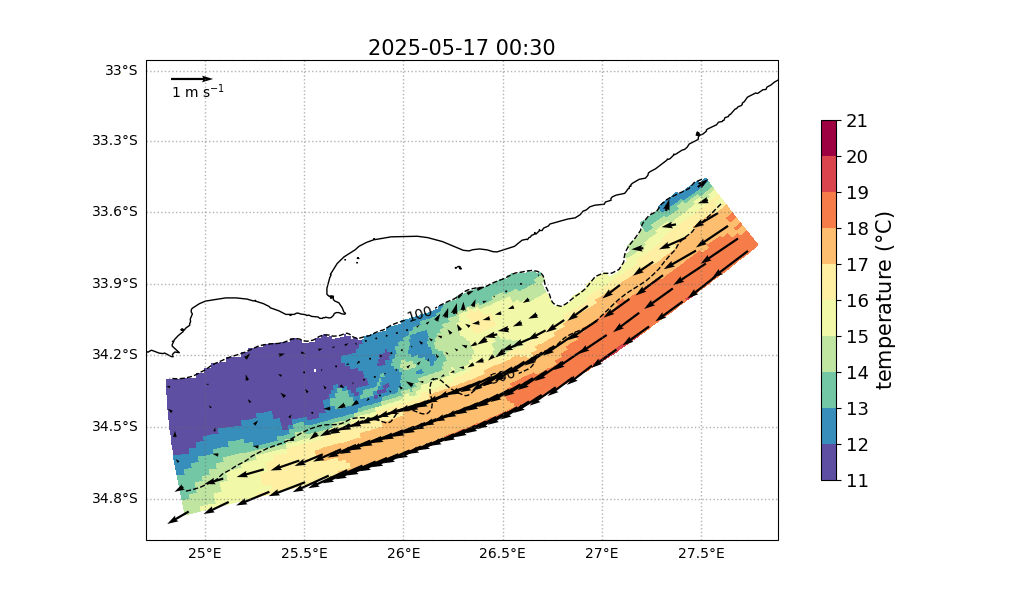 2025-05-17 00:30
33°S
33.3°S
33.6°S
33.9°S
34.2°S
34.5°S
34.8°S
1 m s⁻¹
100
500
25°E
25.5°E
26°E
26.5°E
27°E
27.5°E
21
20
19
18
17
16
15
14
13
12
11
temperature (°C)